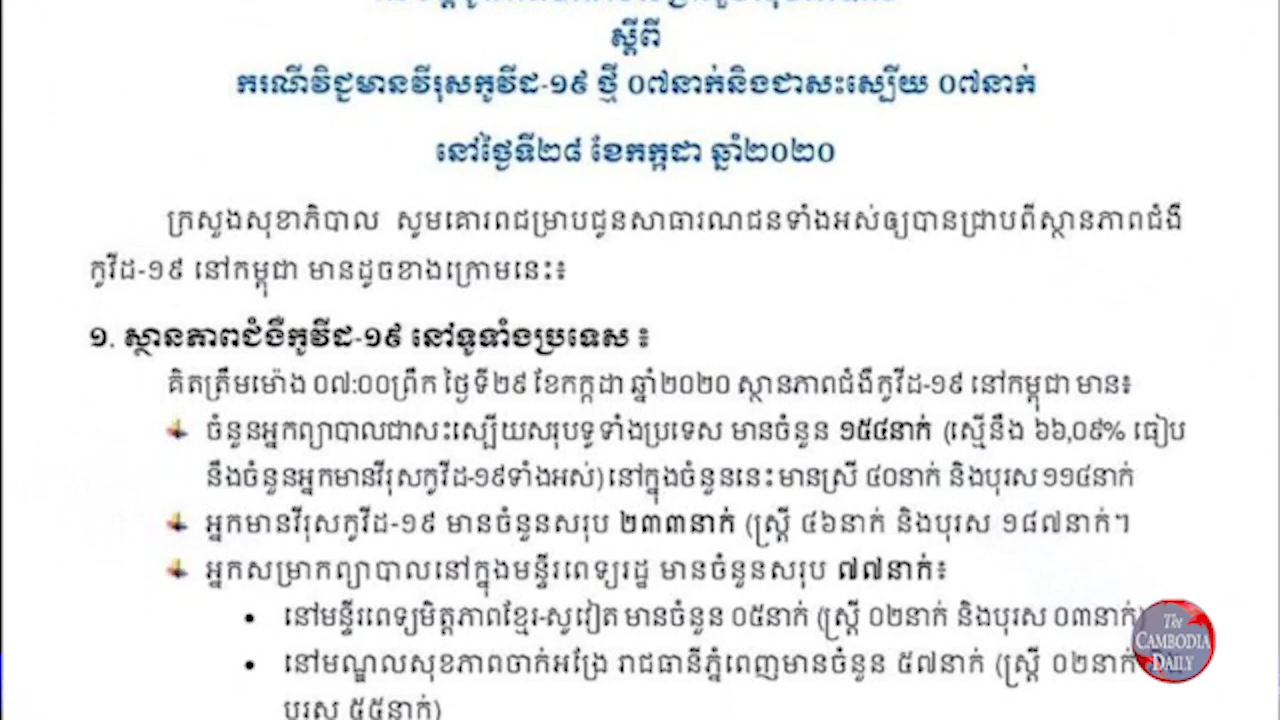 ស្តីពី
ករណីវិជ្ជមានវីរុសកូវីដ-១៩ ថ្មី ០៧នាក់និងជាសះស្បើយ ០៧នាក់
នៅថ្ងៃទី២៨ ខែកក្កដា ឆ្នាំ២០២០
ក្រសួងសុខាភិបាល សូមគោរពជម្រាបជូនសាធារណជនទាំងអស់ឲ្យបានជ្រាបពីស្ថានភាពជំងឺ
កូវីដ-១៩ នៅកម្ពុជា មានដូចខាងក្រោមនេះ៖
១. ស្ថានភាពជំងឺកូវីដ-១៩ នៅទូទាំងប្រទេស ៖
គិតត្រឹមម៉ោង ០៧:០០ព្រឹក ថ្ងៃទី២៩ ខែកក្កដា ឆ្នាំ២០២០ ស្ថានភាពជំងឺកូវីដ-១៩ នៅកម្ពុជា មាន៖
ចំនួនអ្នកព្យាបាលជាសះស្បើយសរុបទូទាំងប្រទេស មានចំនួន ១៥៤នាក់ (ស្មើនឹង ៦៦,០៩% ធៀប
នឹងចំនួនអ្នកមានវីរុសកូវីដ-១៩ទាំងអស់) នៅក្នុងចំនួននេះ មានស្រី ៤០នាក់ និងបុរស ១១៤នាក់
អ្នកមានវីរុសកូវីដ-១៩ មានចំនួនសរុប ២៣៣នាក់ (ស្ត្រី ៤៦នាក់ និងបុរស ១៨៧នាក់។
អ្នកសម្រាកព្យាបាលនៅក្នុងមន្ទីរពេទ្យរដ្ឋ មានចំនួនសរុប ៧៧នាក់៖
• នៅមន្ទីរពេទ្យមិត្តភាពខ្មែរ-សូវៀត មានចំនួន ០៥នាក់ (ស្ត្រី ០២នាក់ និងបុរស ០៣នាក់)
• នៅមណ្ឌលសុខភាពចាក់អង្រែ រាជធានីភ្នំពេញមានចំនួន ៥៧នាក់ (ស្ត្រី ០២នាក់
បុរស ៥៥នាក់)
The
CAMBODIA
DAILY